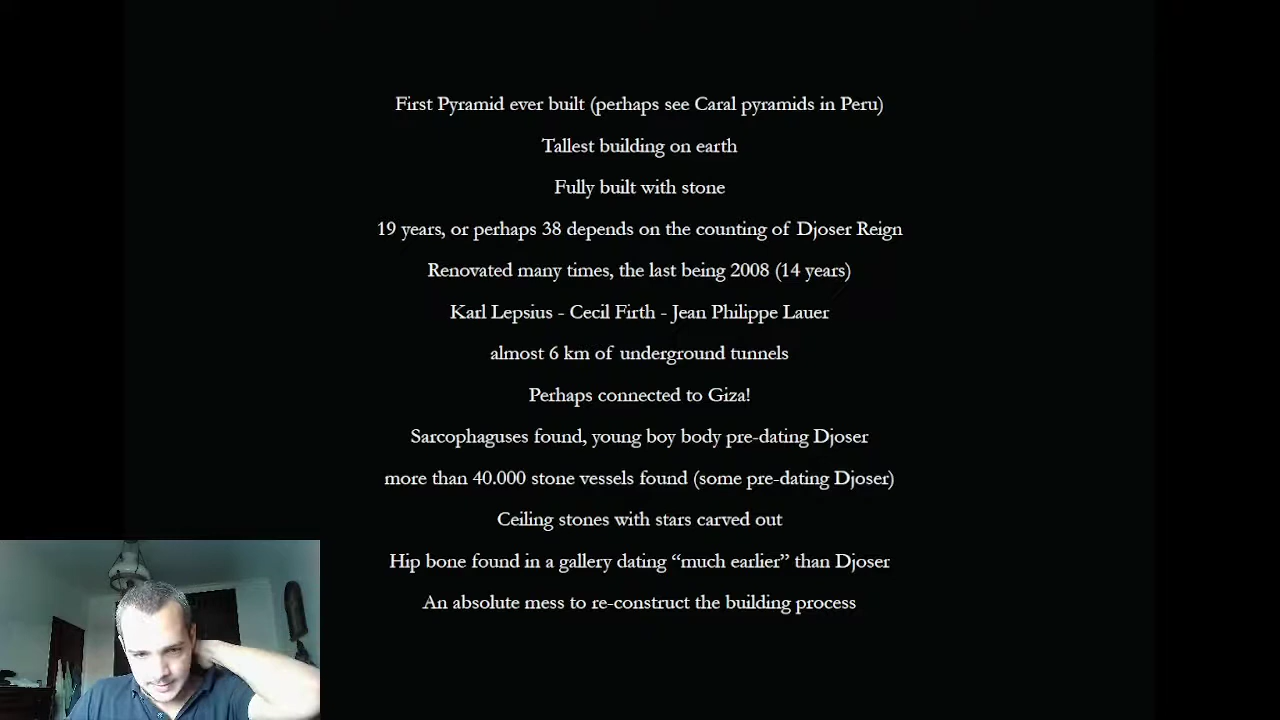 First Pyramid ever built (perhaps see Caral pyramids in Peru)
Tallest building on earth
Fully built with stone
19 years, or perhaps 38 depends on the counting of Djoser Reign
Renovated many times, the last being 2008 (14 years)
Karl Lepsius - Cecil Firth - Jean Philippe Lauer
almost 6 km of underground tunnels
Perhaps connected to Giza!
Sarcophaguses found, young boy body pre-dating Djoser
more than 40.000 stone vessels found (some pre-dating Djoser)
Ceiling stones with stars carved out
Hip bone found in a gallery dating “much earlier” than Djoser
An absolute mess to re-construct the building process